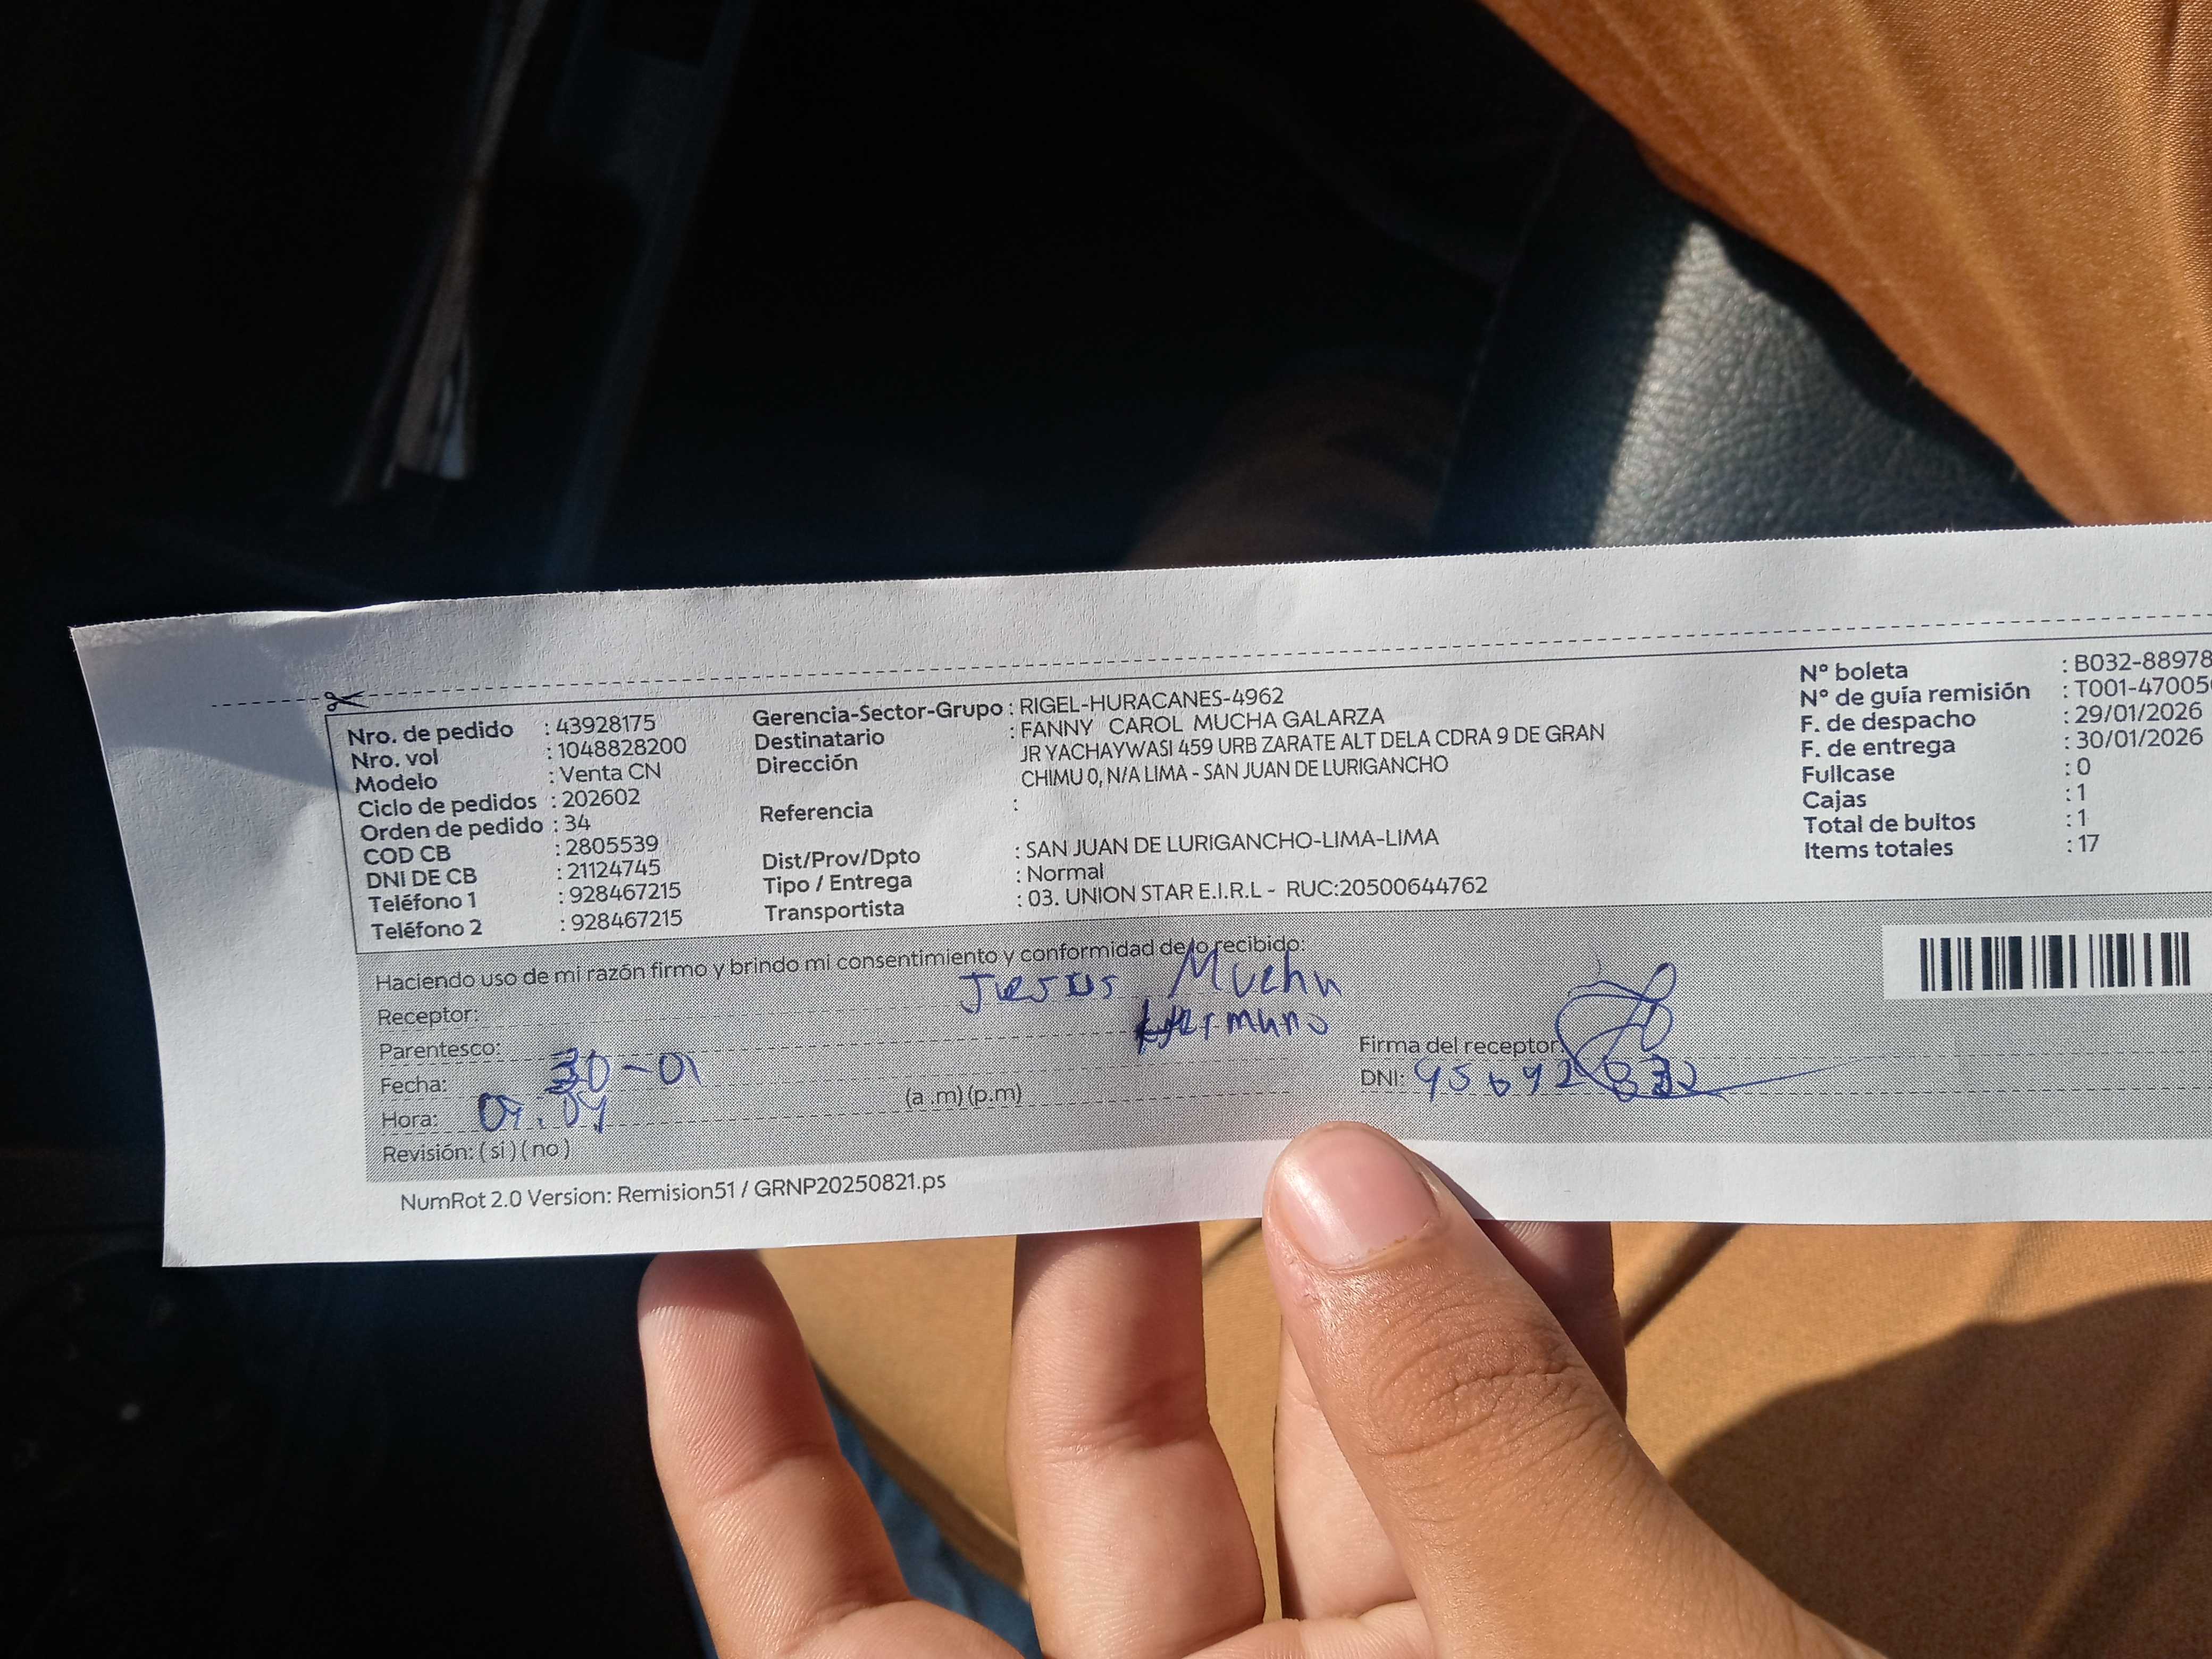 Nro. de pedido : 43928175
Nro. vol : 1048828200
Modelo : Venta CN
Ciclo de pedidos : 202602
Orden de pedido : 34
COD CB : 2805539
DNI DE CB : 21124745
Teléfono 1 : 928467215
Teléfono 2 : 928467215
Gerencia-Sector-Grupo : RIGEL-HURACANES-4962
Destinatario : FANNY CAROL MUCHA GALARZA
Dirección JR YACHAYWASI 459 URB ZARATE ALT DELA CDRA 9 DE GRAN
CHIMU 0, N/A LIMA - SAN JUAN DE LURIGANCHO
Referencia :
Dist/Prov/Dpto : SAN JUAN DE LURIGANCHO-LIMA-LIMA
Tipo / Entrega : Normal
Transportista : 03. UNION STAR E.I.R.L - RUC:20500644762
N° boleta : B032-88978
N° de guía remisión : T001-47005
F. de despacho : 29/01/2026
F. de entrega : 30/01/2026
Fullcase : 0
Cajas : 1
Total de bultos : 1
Items totales : 17
Haciendo uso de mi razón firmo y brindo mi consentimiento y conformidad de lo recibido:
Receptor: Jesus Mucha
Parentesco: Hermano
Fecha: 30-01
Hora: (a .m) (p.m)
Revisión: ( si ) ( no )
Firma del receptor:
DNI:
NumRot 2.0 Version: Remision51 / GRNP20250821.ps